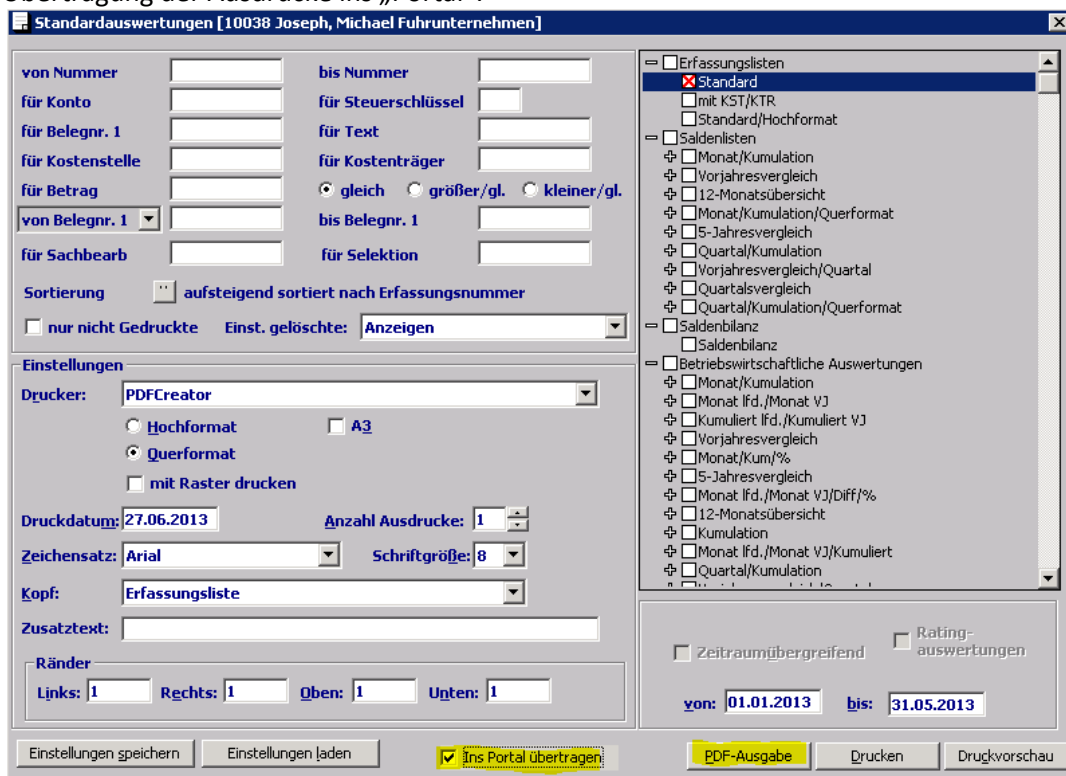 Übertragung der Ausdrucke ins „Portal“:
Standardauswertungen [10038 Joseph, Michael Fuhrunternehmen]
von Nummer bis Nummer
für Konto für Steuerschlüssel
für Belegnr. 1 für Text
für Kostenstelle für Kostenträger
für Betrag gleich größer/gl. kleiner/gl.
von Belegnr. 1 bis Belegnr. 1
für Sachbearb für Selektion
Sortierung aufsteigend sortiert nach Erfassungsnummer
nur nicht Gedruckte Einst. gelöschte: Anzeigen
Einstellungen
Drucker: PDFCreator
Hochformat A3
Querformat
mit Raster drucken
Druckdatum: 27.06.2013 Anzahl Ausdrucke: 1
Zeichensatz: Arial Schriftgröße: 8
Kopf: Erfassungsliste
Zusatztext:
Ränder
Links: 1 Rechts: 1 Oben: 1 Unten: 1
Erfassungslisten
Standard
mit KST/KTR
Standard/Hochformat
Saldenlisten
Monat/Kumulation
Vorjahresvergleich
12-Monatsübersicht
Monat/Kumulation/Querformat
5-Jahresvergleich
Quartal/Kumulation
Vorjahresvergleich/Quartal
Quartalsvergleich
Quartal/Kumulation/Querformat
Saldenbilanz
Saldenbilanz
Betriebswirtschaftliche Auswertungen
Monat/Kumulation
Monat lfd./Monat VJ
Kumuliert lfd./Kumuliert VJ
Vorjahresvergleich
Monat/Kum/%
5-Jahresvergleich
Monat lfd./Monat VJ/Diff/%
12-Monatsübersicht
Kumulation
Monat lfd./Monat VJ/Kumuliert
Quartal/Kumulation
Zeitraumübergreifend
Rating-
auswertungen
von: 01.01.2013 bis: 31.05.2013
Einstellungen speichern Einstellungen laden Ins Portal übertragen PDF-Ausgabe Drucken Druckvorschau